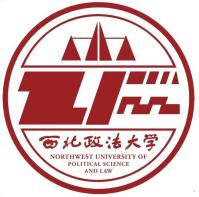 西北政法大学
NORTHWEST UNIVERSITY OF
POLITICAL SCIENCE
AND LAW